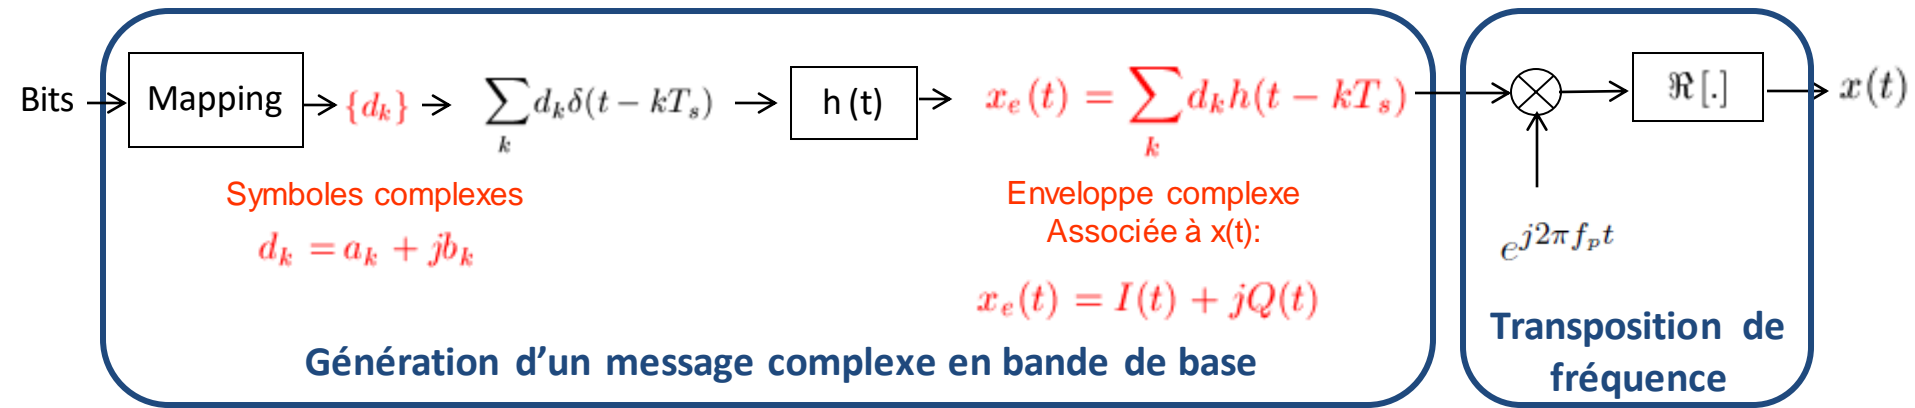 Bits
Mapping
{d_k}
∑_k d_k δ(t − kT_s)
h (t)
x_e(t) = ∑_k d_k h(t − kT_s)
ℜ[.]
x(t)
Symboles complexes
d_k = a_k + jb_k
Enveloppe complexe
Associée à x(t):
x_e(t) = I(t) + jQ(t)
e^{j2πf_p t}
Génération d’un message complexe en bande de base
Transposition de
fréquence